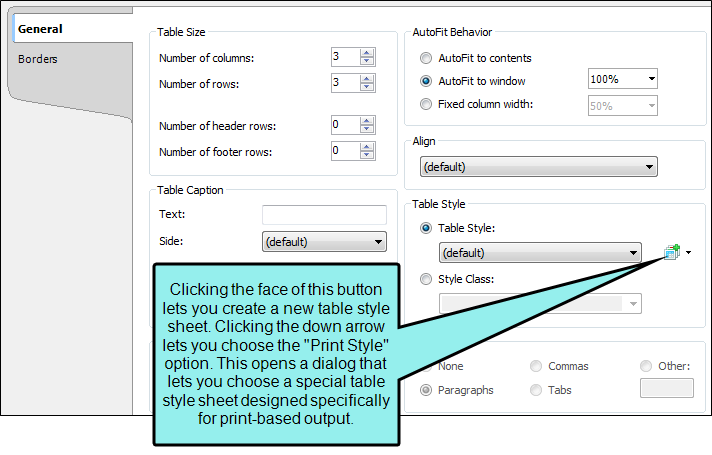 General
Borders
Table Size
Number of columns: 3
Number of rows: 3
Number of header rows: 0
Number of footer rows: 0
Table Caption
Text:
Side: (default)
AutoFit Behavior
AutoFit to contents
AutoFit to window 100%
Fixed column width: 50%
Align
(default)
Table Style
Table Style:
(default)
Style Class:
None Commas Other:
Paragraphs Tabs
Clicking the face of this button
lets you create a new table style
sheet. Clicking the down arrow
lets you choose the "Print Style"
option. This opens a dialog that
lets you choose a special table
style sheet designed specifically
for print-based output.